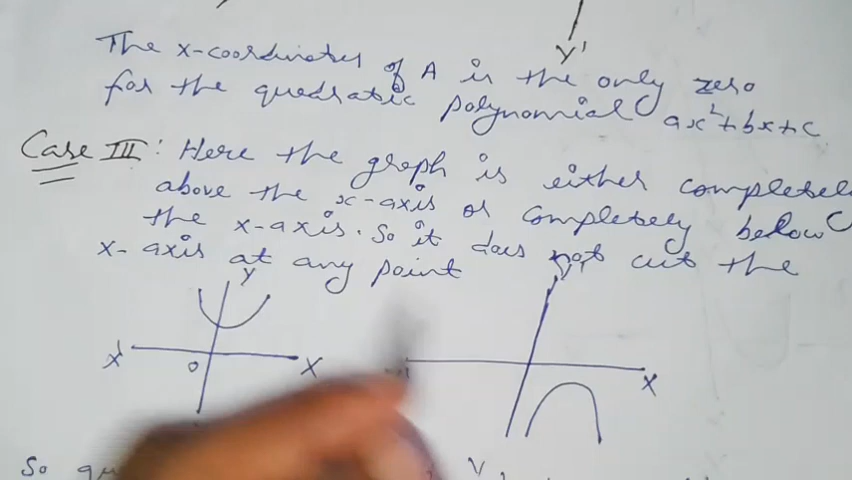 Y'
The x-coordinates of A is the only zero
for the quadratic polynomial ax²+bx+c
Case III: Here the graph is either completely
above the x-axis or completely below
the x-axis. So it does not cut the
x-axis at any point
Y
X'
O
X
X
So